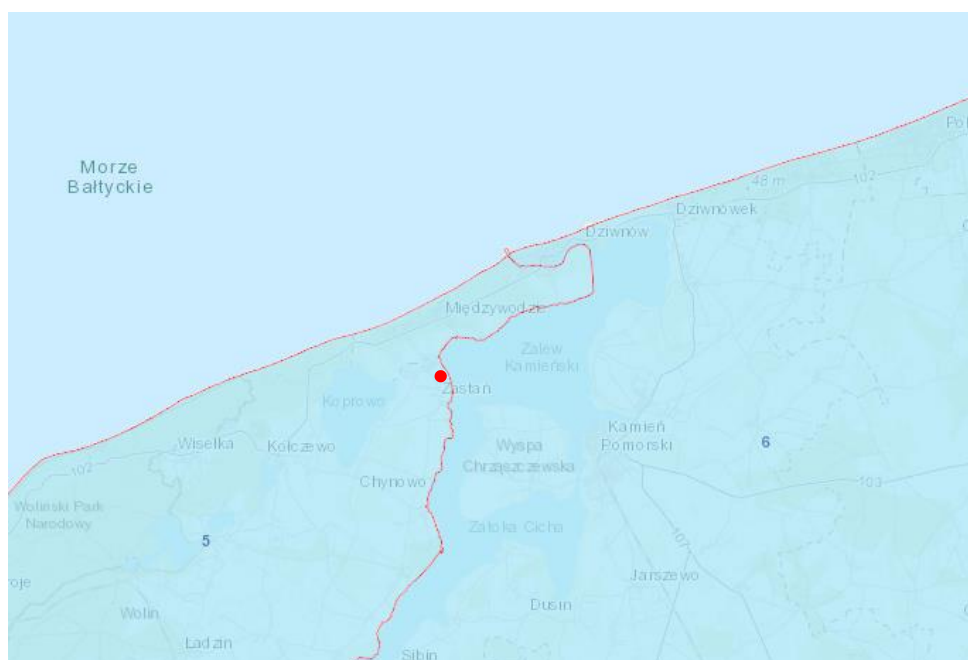 Morze
Bałtyckie
48 m
102
Dziwnówek
Dziwnów
Międzywodzie
Zalew
Kamieński
Zastań
Koprowo
Kamień
Pomorski
6
Wisełka
Kołczewo
Wyspa
Chrząszczewska
102
Chynowo
103
Woliński Park
Narodowy
Zatoka Cicha
5
107
Jarszewo
Dusin
Wolin
Ładzin
Sibin